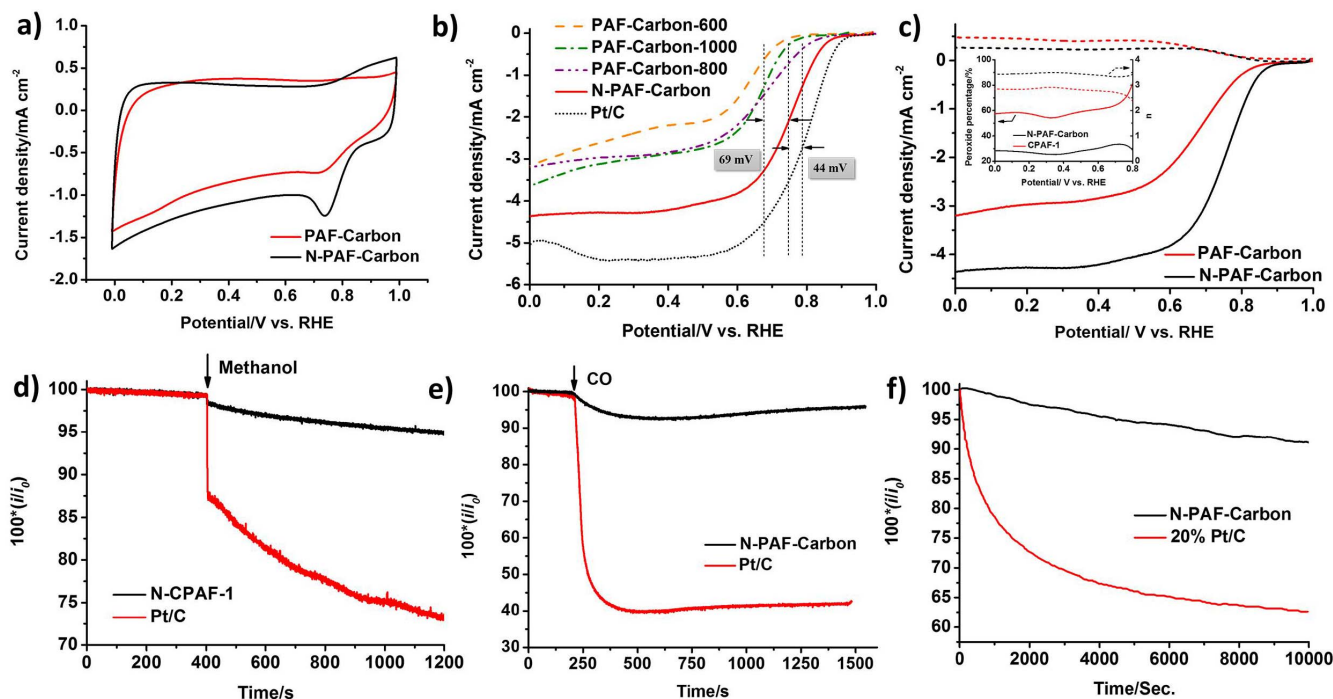 a)
Current density/mA cm⁻²
1.0
0.5
0.0
-0.5
-1.0
-1.5
-2.0
PAF-Carbon
N-PAF-Carbon
0.0 0.2 0.4 0.6 0.8 1.0
Potential/V vs. RHE
b)
Current density/mA cm⁻²
0
-1
-2
-3
-4
-5
-6
PAF-Carbon-600
PAF-Carbon-1000
PAF-Carbon-800
N-PAF-Carbon
Pt/C
69 mV
44 mV
0.0 0.2 0.4 0.6 0.8 1.0
Potential/V vs. RHE
c)
Current density/mA cm⁻²
0
-1
-2
-3
-4
Peroxide percentage/%
100
80
60
40
20
4
3
2
1
0
n
N-PAF-Carbon
CPAF-1
0.0 0.2 0.4 0.6 0.8
Potential/ V vs. RHE
PAF-Carbon
N-PAF-Carbon
0.0 0.2 0.4 0.6 0.8 1.0
Potential/ V vs. RHE
d)
Methanol
100*(i/i₀)
100
95
90
85
80
75
70
N-CPAF-1
Pt/C
0 200 400 600 800 1000 1200
Time/s
e)
CO
100*(i/i₀)
100
90
80
70
60
50
40
30
N-PAF-Carbon
Pt/C
0 250 500 750 1000 1250 1500
Time/s
f)
100*(i/i₀)
100
95
90
85
80
75
70
65
60
N-PAF-Carbon
20% Pt/C
0 2000 4000 6000 8000 10000
Time/Sec.